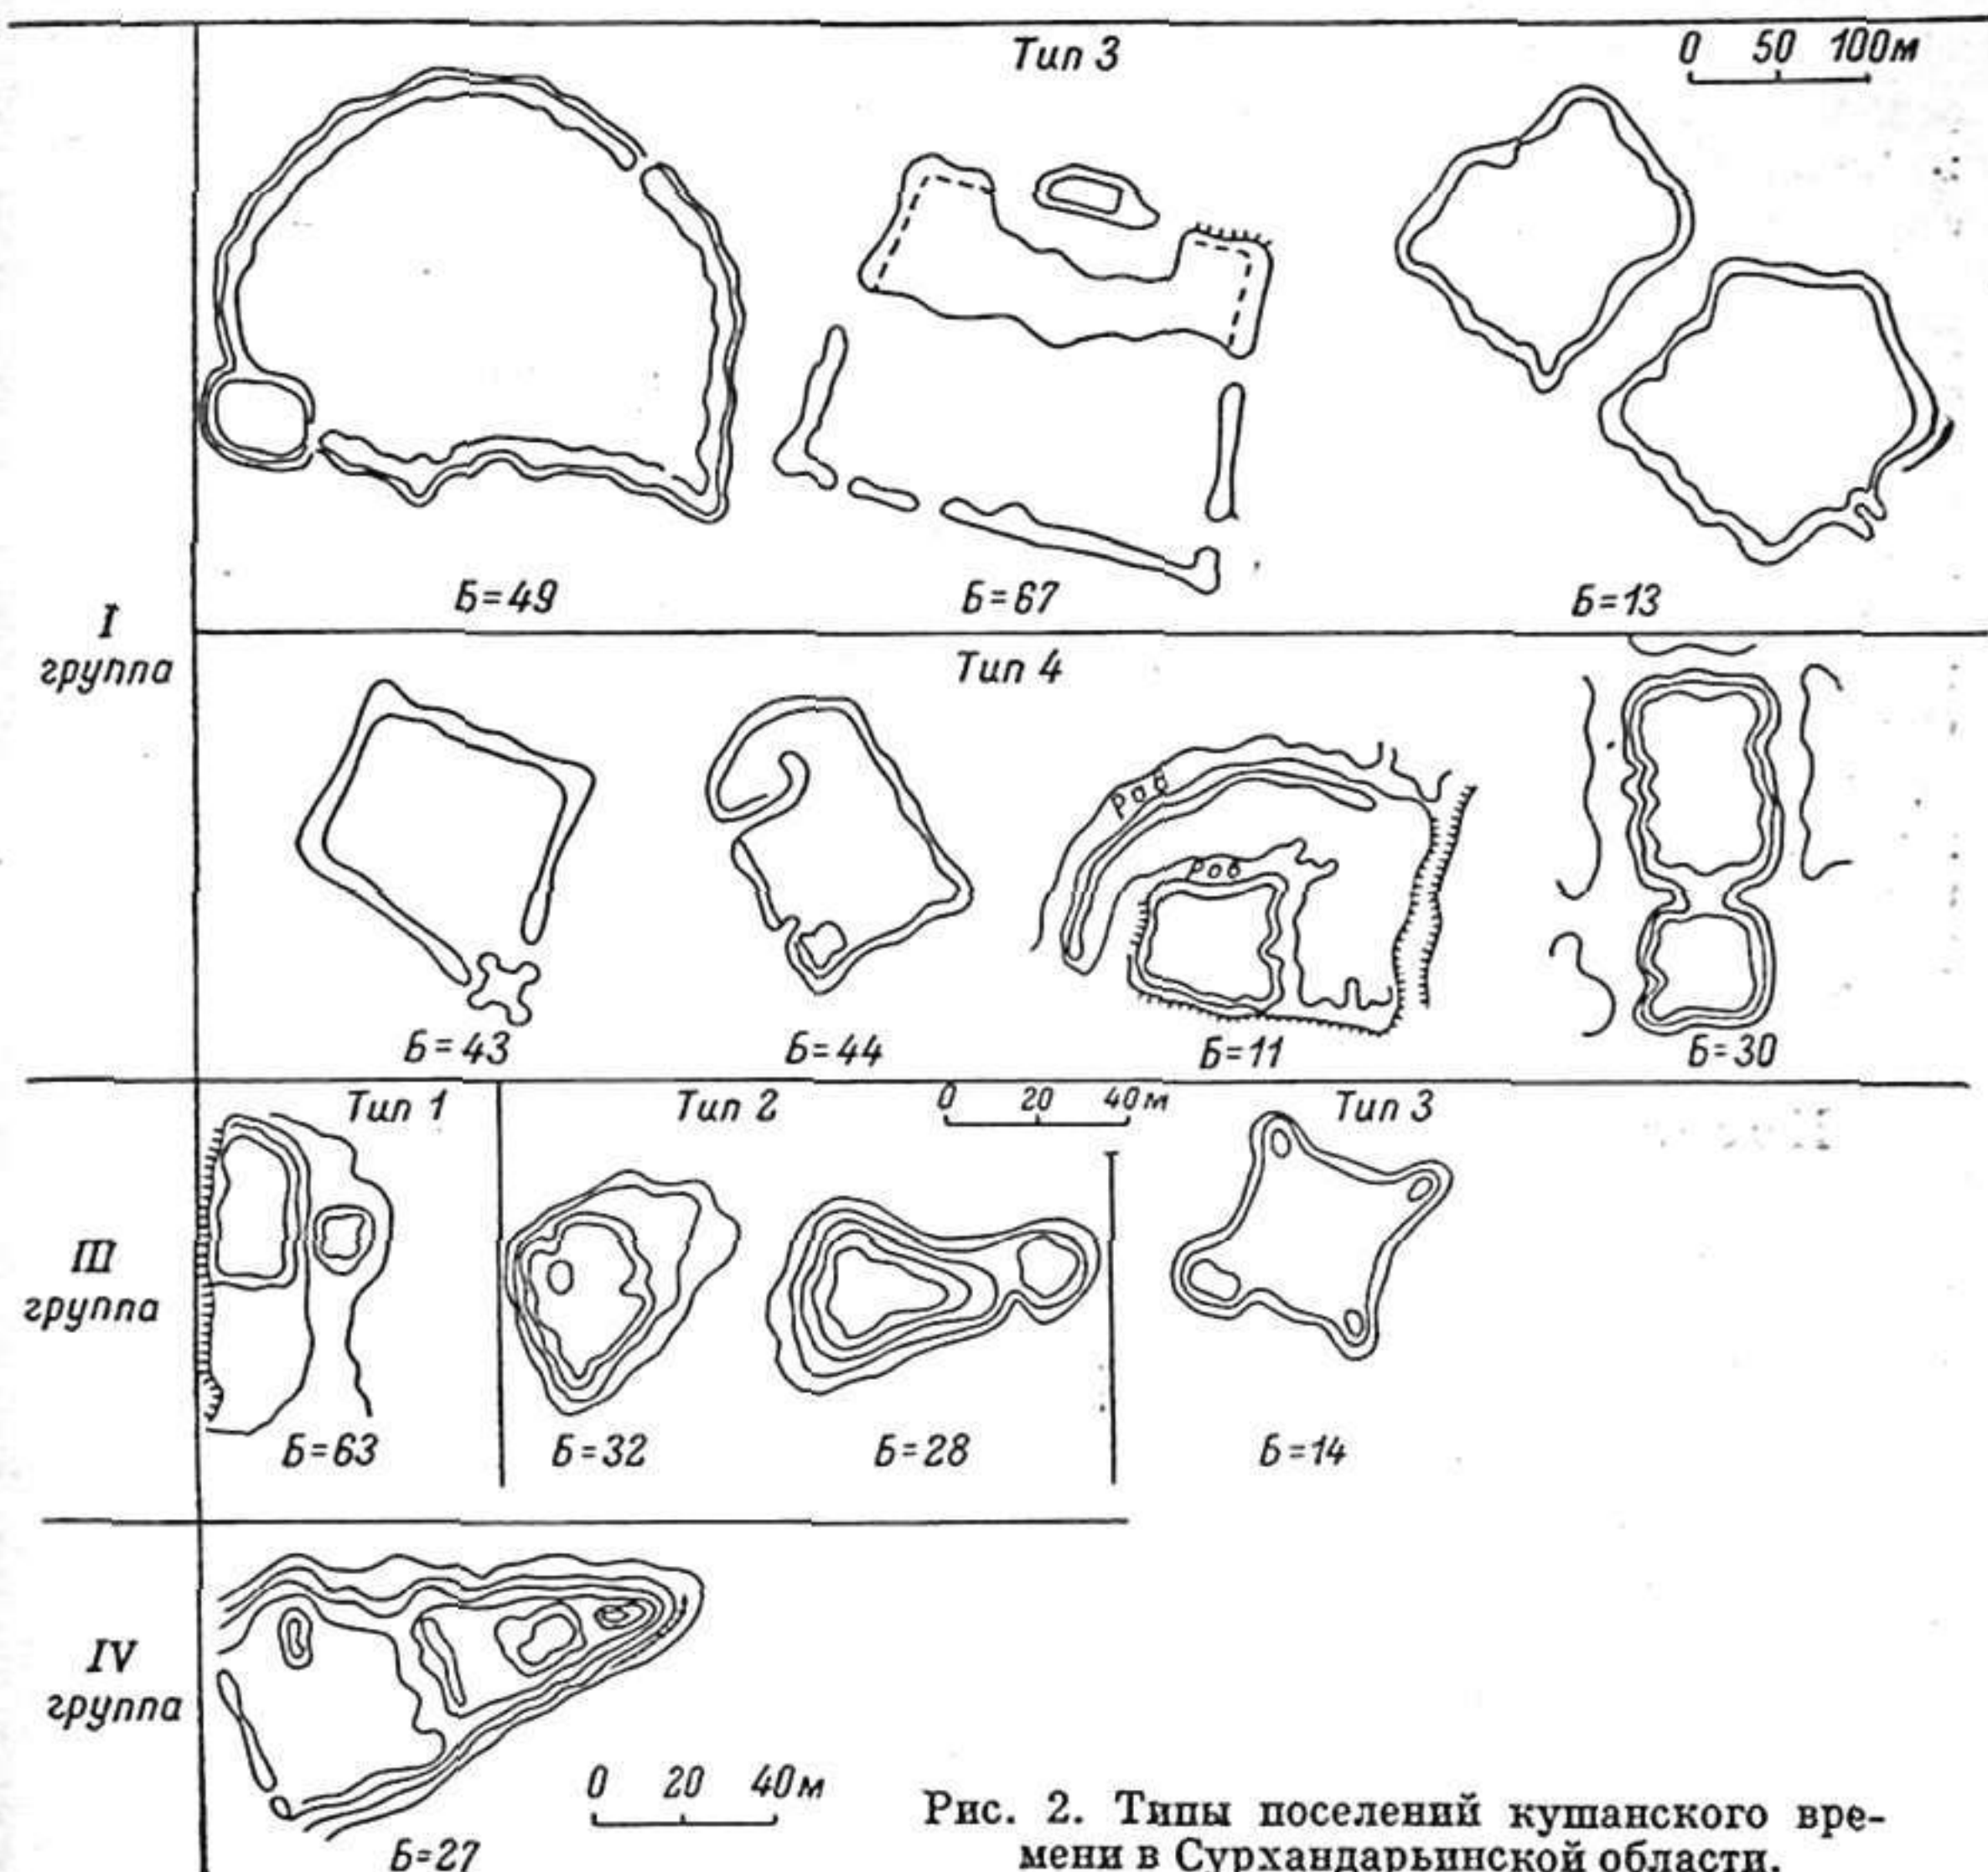 Тип 3
0 50 100м
Б=49 Б=67 Б=13
I
группа
Тип 4
Ров
Ров
Б=43 Б=44 Б=11 Б=30
Тип 1 Тип 2 0 20 40м Тип 3
III
группа
Б=63 Б=32 Б=28 Б=14
IV
группа
0 20 40м
Б=27
Рис. 2. Типы поселений кушанского вре-
мени в Сурхандарьинской области.